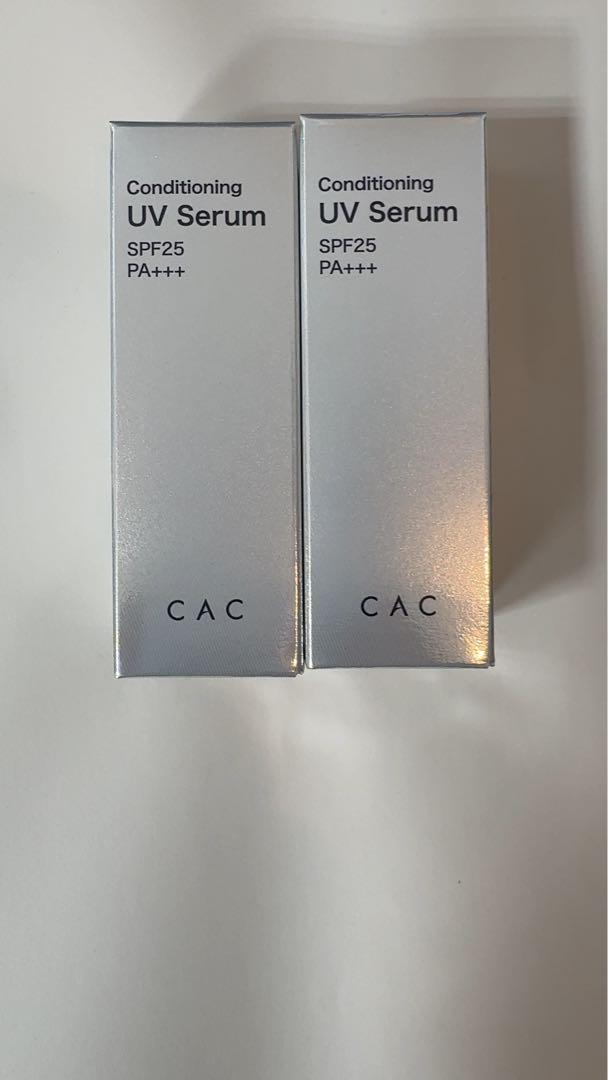 Conditioning
UV Serum
SPF25
PA+++
CAC
Conditioning
UV Serum
SPF25
PA+++
CAC